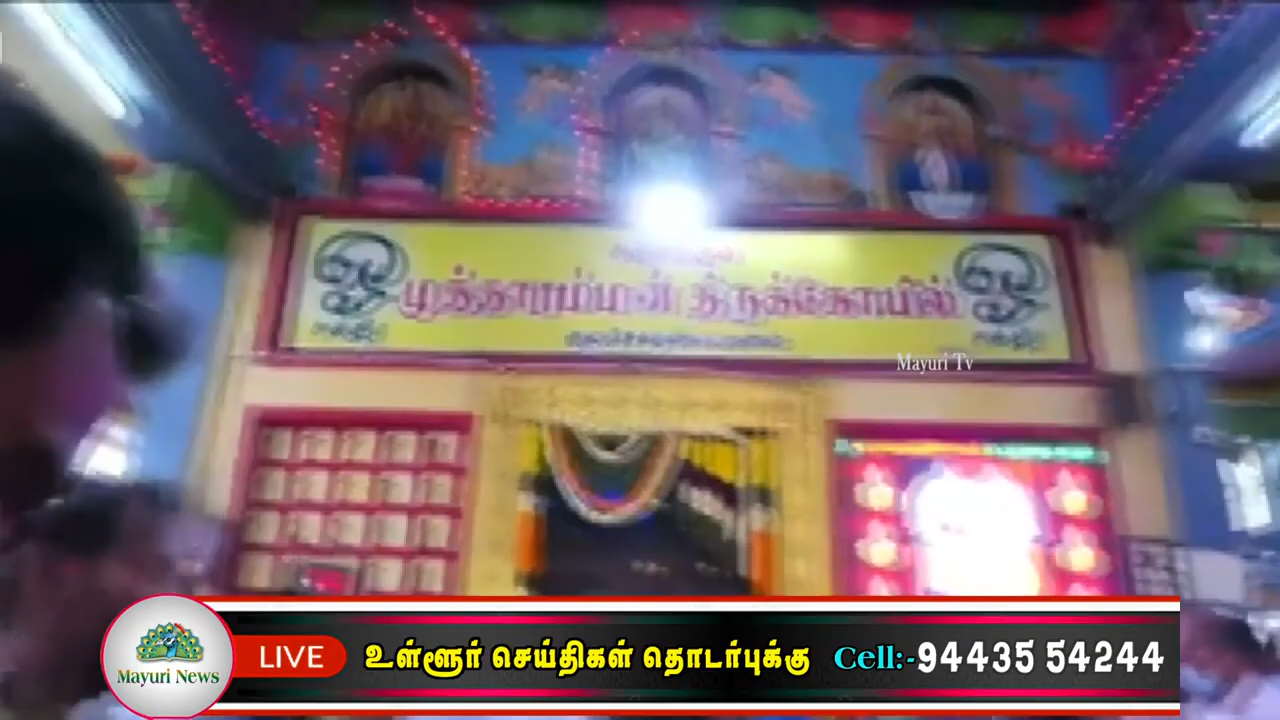 முத்தாரம்மன் திருக்கோயில்
Mayuri Tv
Mayuri News
LIVE
உள்ளூர் செய்திகள் தொடர்புக்கு Cell:-94435 54244